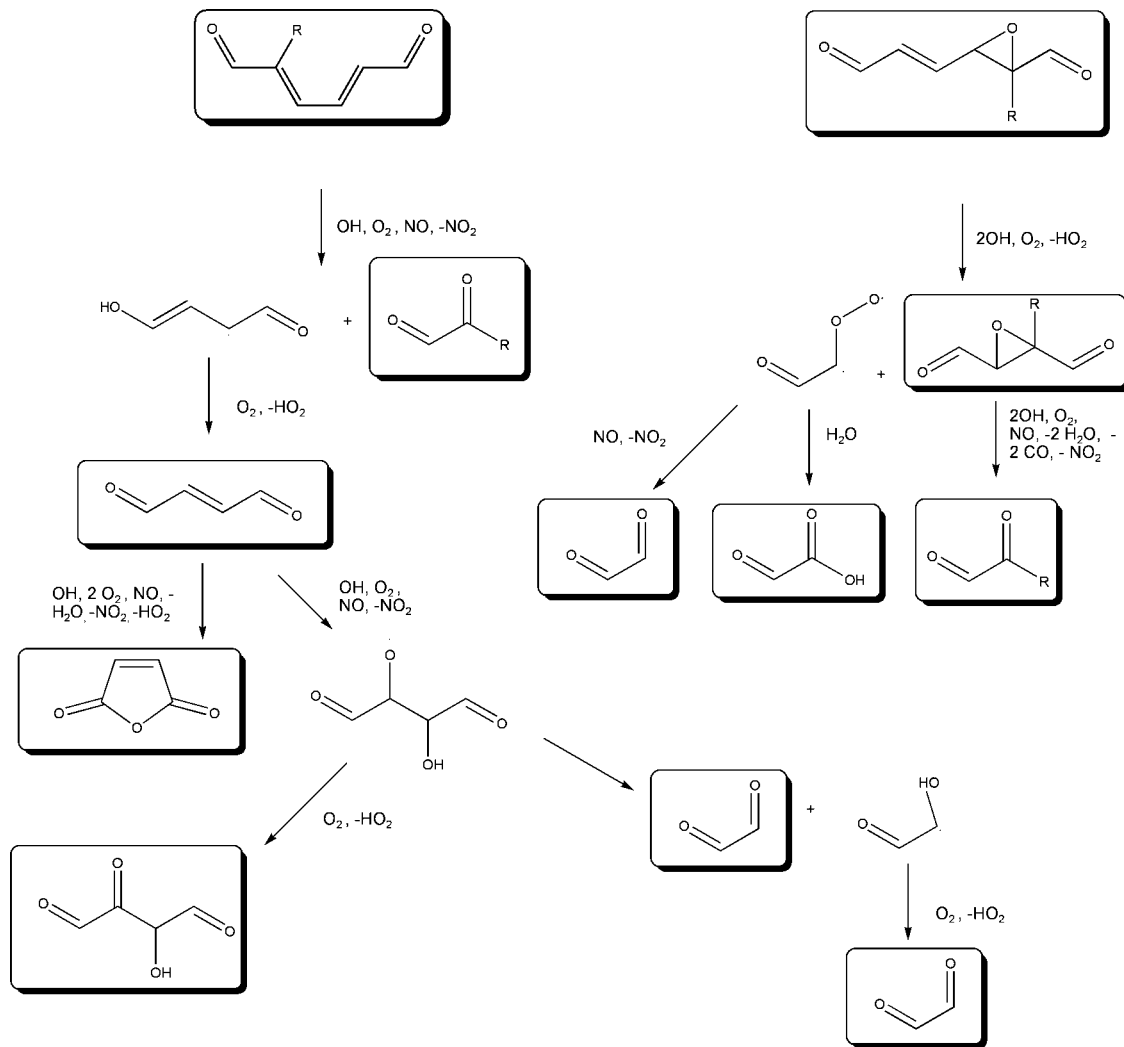 O
R
O
O
O
O
R
OH, O2, NO, -NO2
2OH, O2, -HO2
HO
O
+
O
O
R
O·
O
O
+
R
O
O
O
O2, -HO2
NO, -NO2
H2O
2OH, O2,
NO, -2 H2O, -
2 CO, - NO2
O
O
O
O
O
O
OH
O
O
R
OH, 2 O2, NO, -
H2O, -NO2, -HO2
OH, O2,
NO, -NO2
O
O
O
O
O
O
OH
O2, -HO2
O
O
+
HO
O
O
O
O
OH
O2, -HO2
O
O